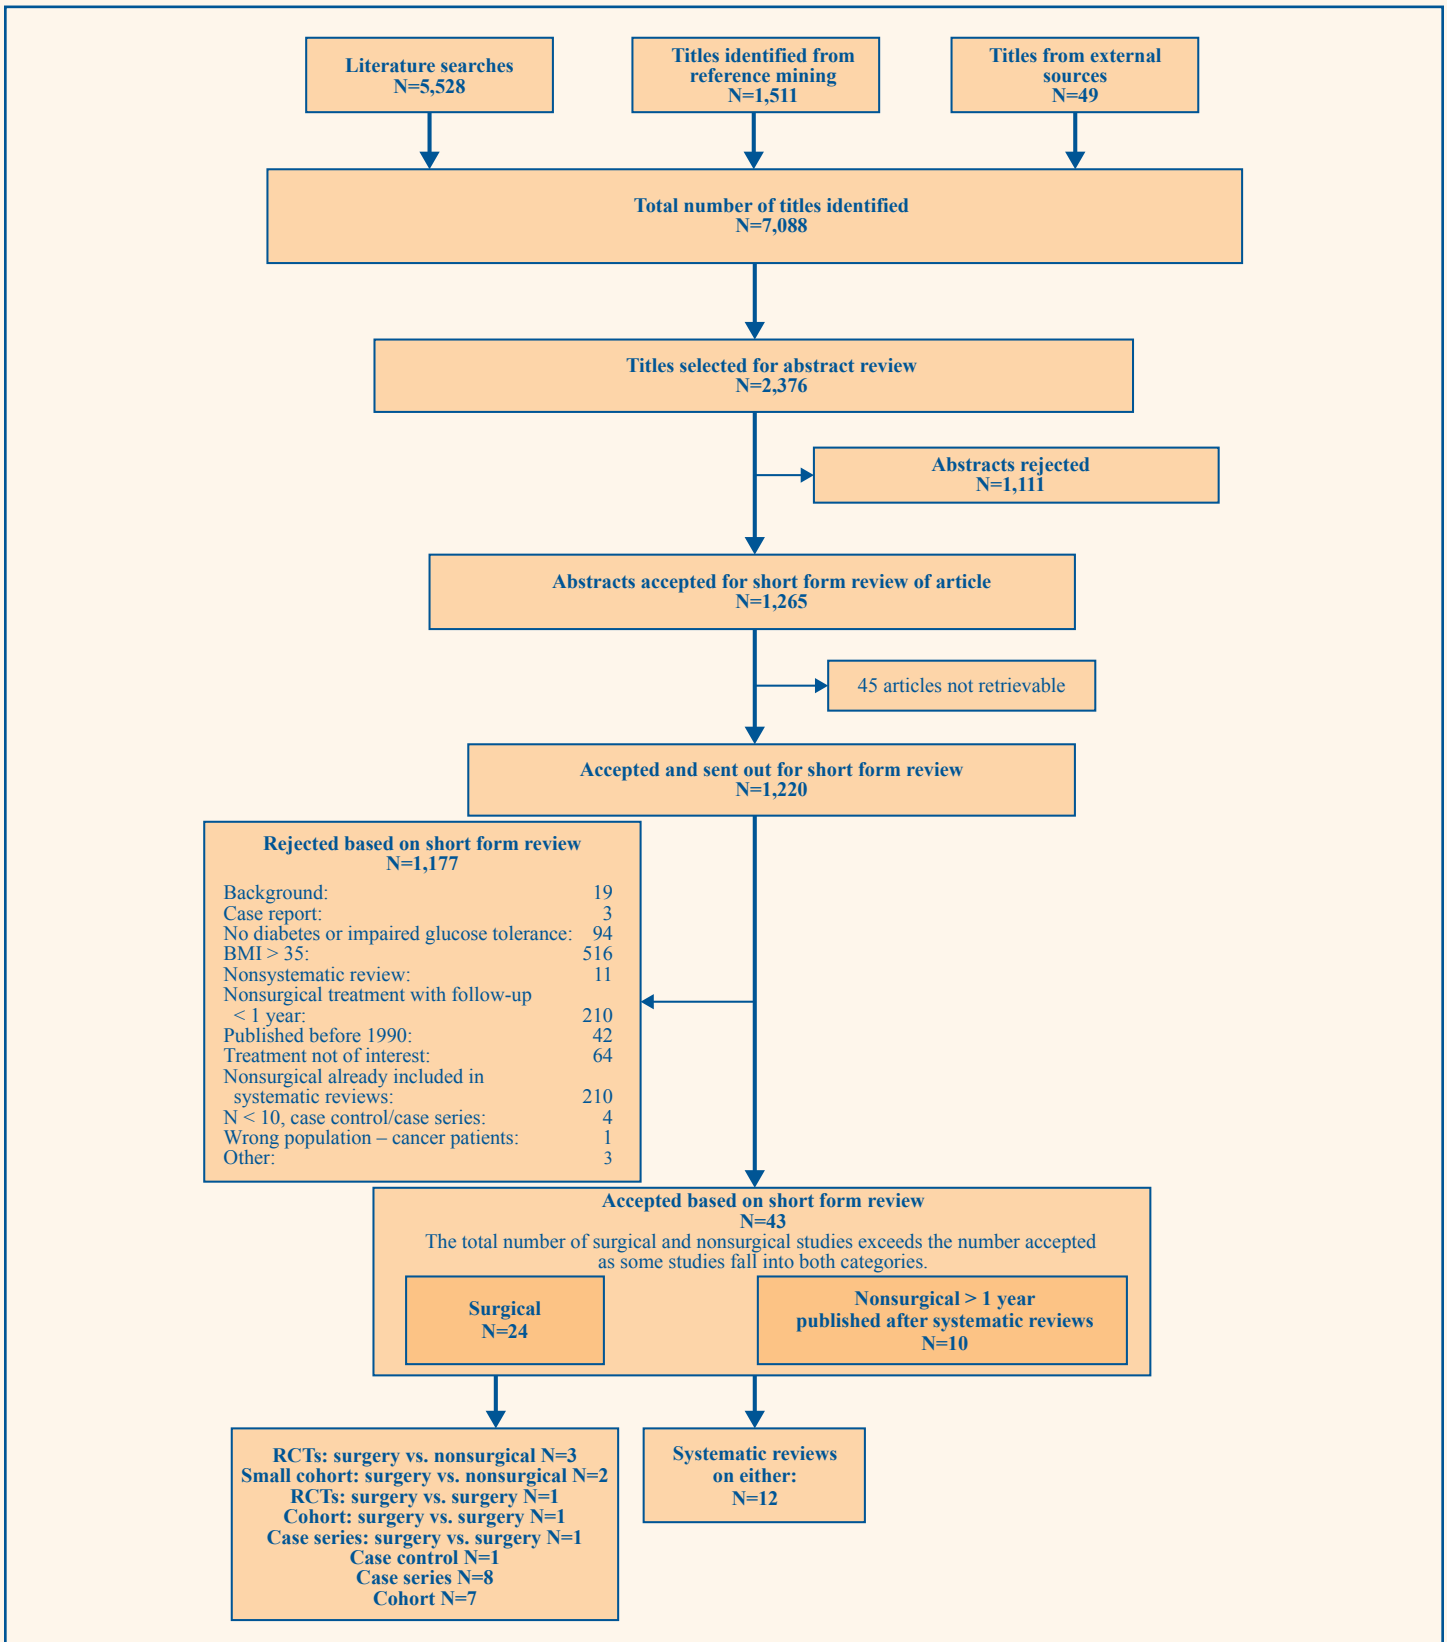 Literature searches
N=5,528
Titles identified from
reference mining
N=1,511
Titles from external
sources
N=49
Total number of titles identified
N=7,088
Titles selected for abstract review
N=2,376
Abstracts rejected
N=1,111
Abstracts accepted for short form review of article
N=1,265
45 articles not retrievable
Accepted and sent out for short form review
N=1,220
Rejected based on short form review
N=1,177
Background: 19
Case report: 3
No diabetes or impaired glucose tolerance: 94
BMI > 35: 516
Nonsystematic review: 11
Nonsurgical treatment with follow-up
< 1 year: 210
Published before 1990: 42
Treatment not of interest: 64
Nonsurgical already included in
systematic reviews: 210
N < 10, case control/case series: 4
Wrong population – cancer patients: 1
Other: 3
Accepted based on short form review
N=43
The total number of surgical and nonsurgical studies exceeds the number accepted
as some studies fall into both categories.
Surgical
N=24
Nonsurgical > 1 year
published after systematic reviews
N=10
RCTs: surgery vs. nonsurgical N=3
Small cohort: surgery vs. nonsurgical N=2
RCTs: surgery vs. surgery N=1
Cohort: surgery vs. surgery N=1
Case series: surgery vs. surgery N=1
Case control N=1
Case series N=8
Cohort N=7
Systematic reviews
on either:
N=12